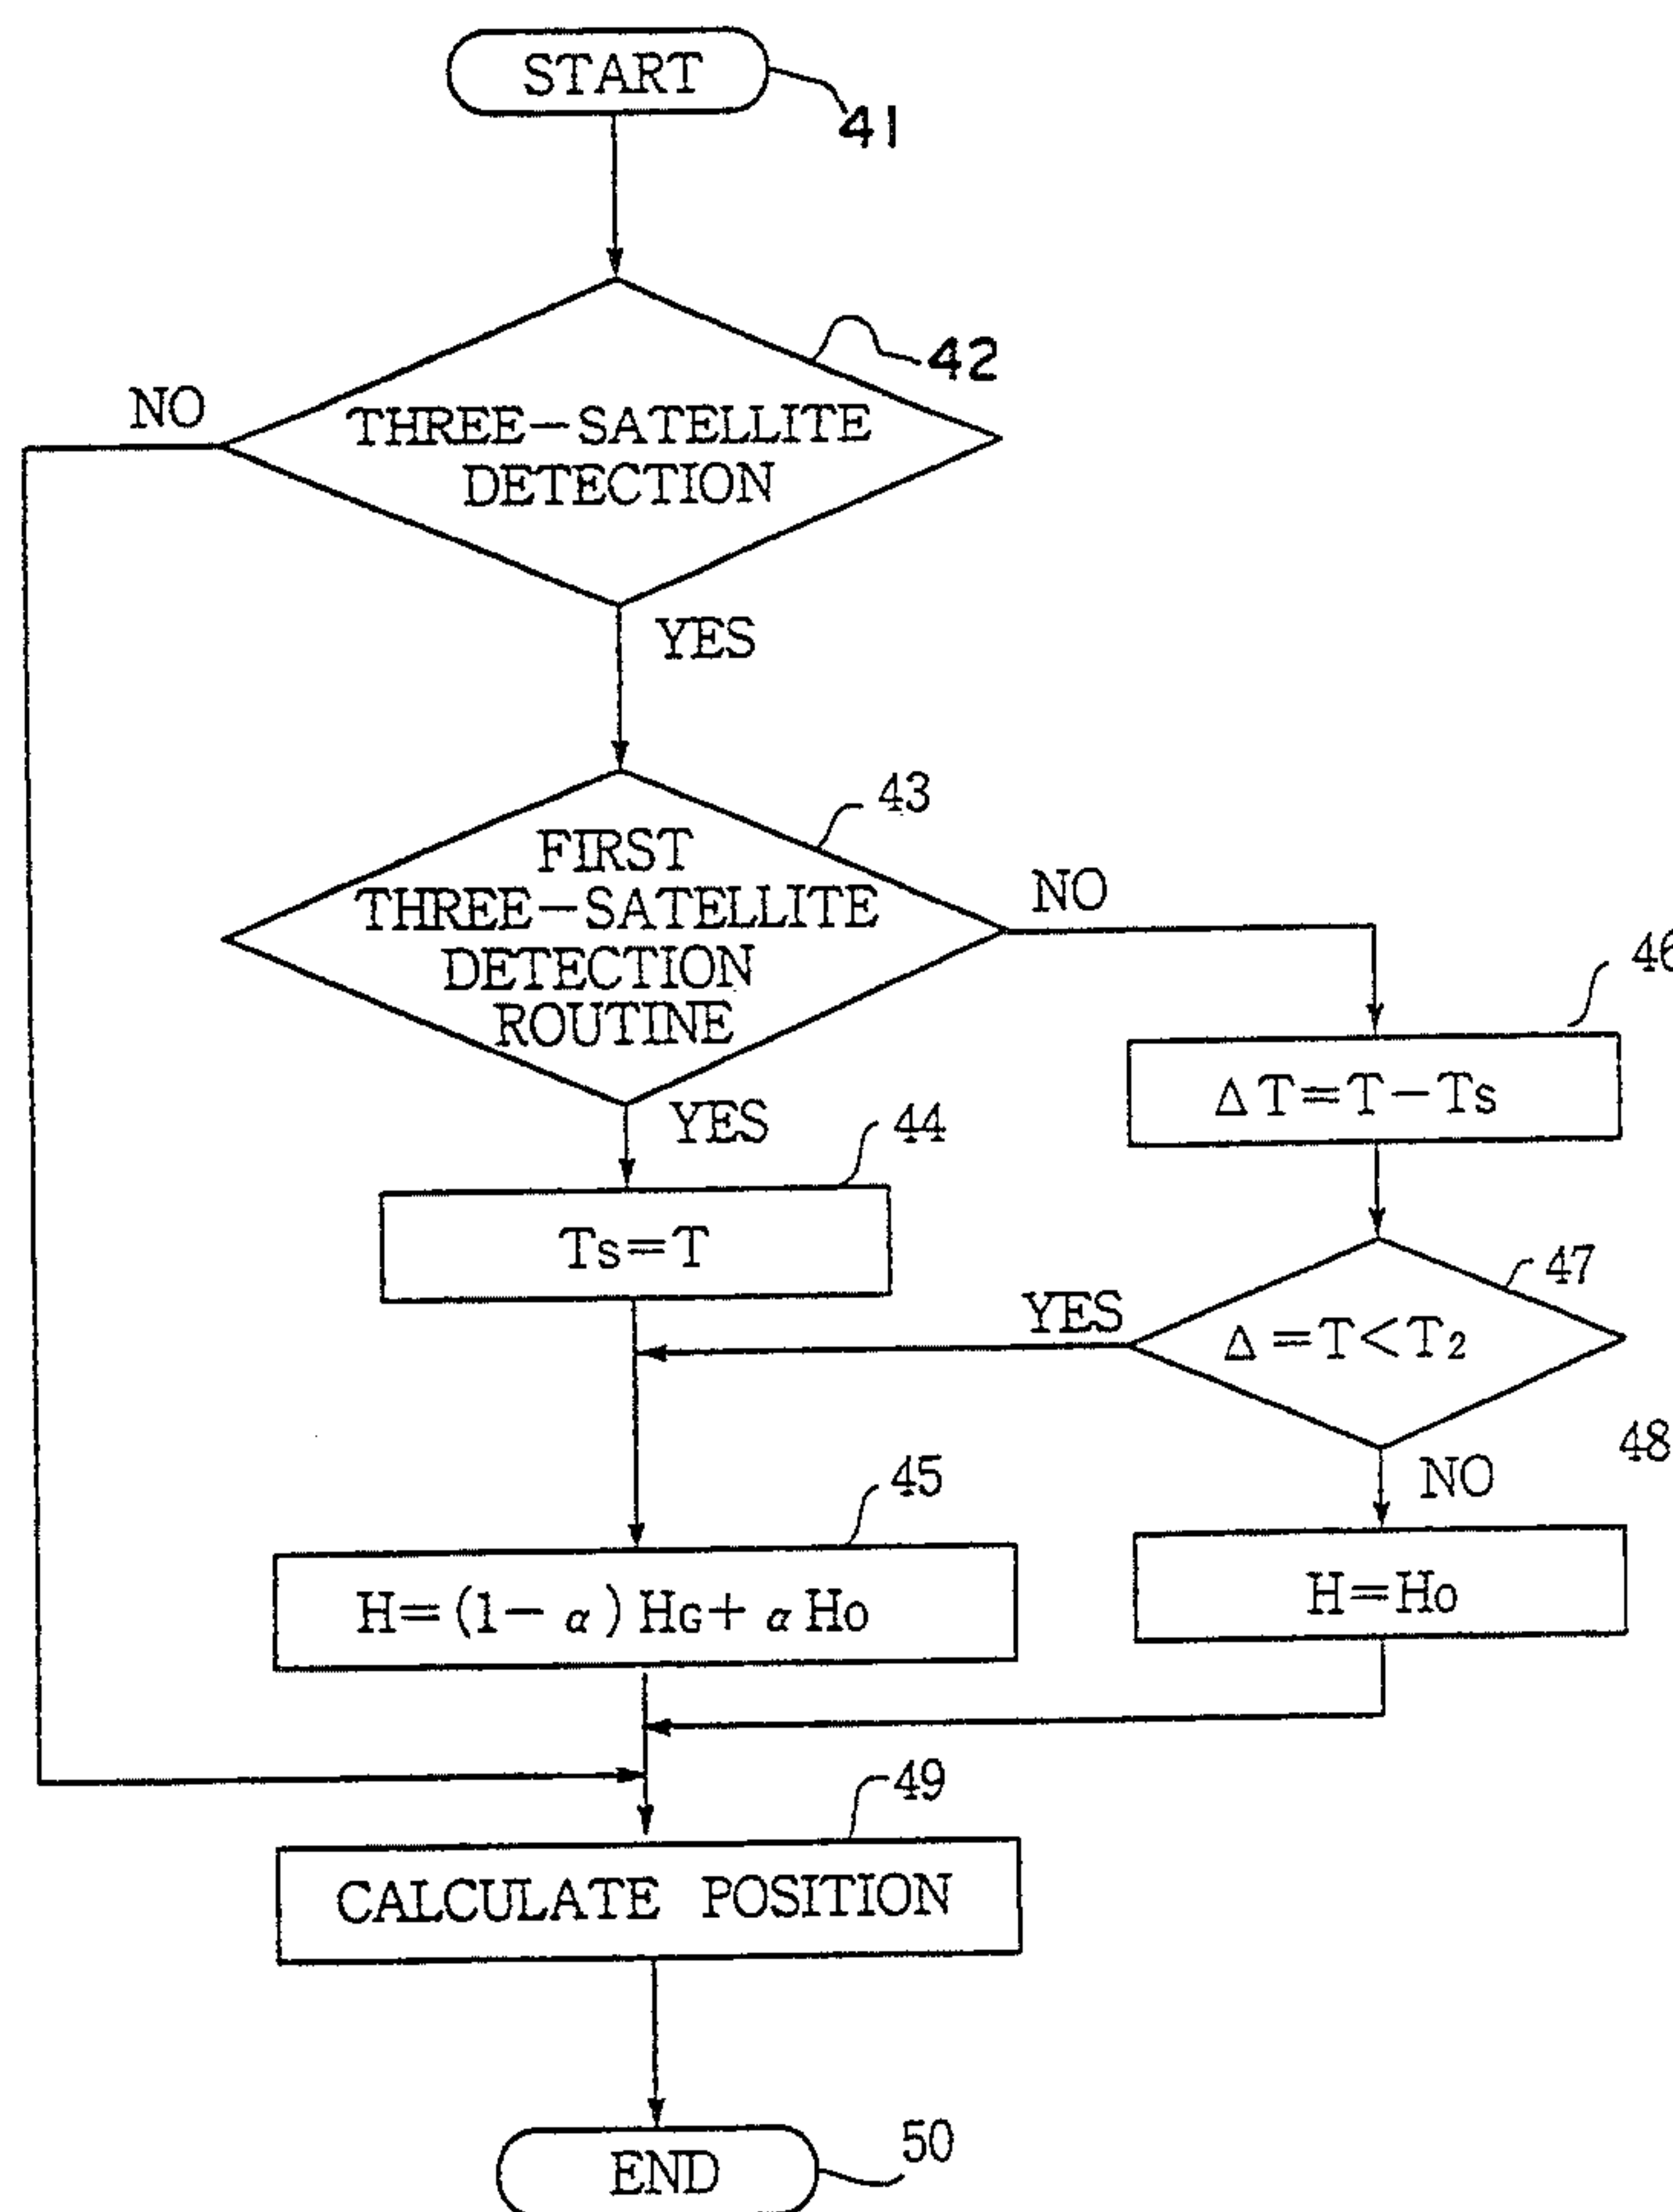 START
41
42
NO
THREE-SATELLITE
DETECTION
YES
43
FIRST
THREE-SATELLITE
DETECTION
ROUTINE
NO
46
ΔT=T-Ts
YES
44
Ts=T
47
YES
Δ=T<T2
48
NO
45
H=(1-α)HG+αHo
H=Ho
49
CALCULATE POSITION
END
50